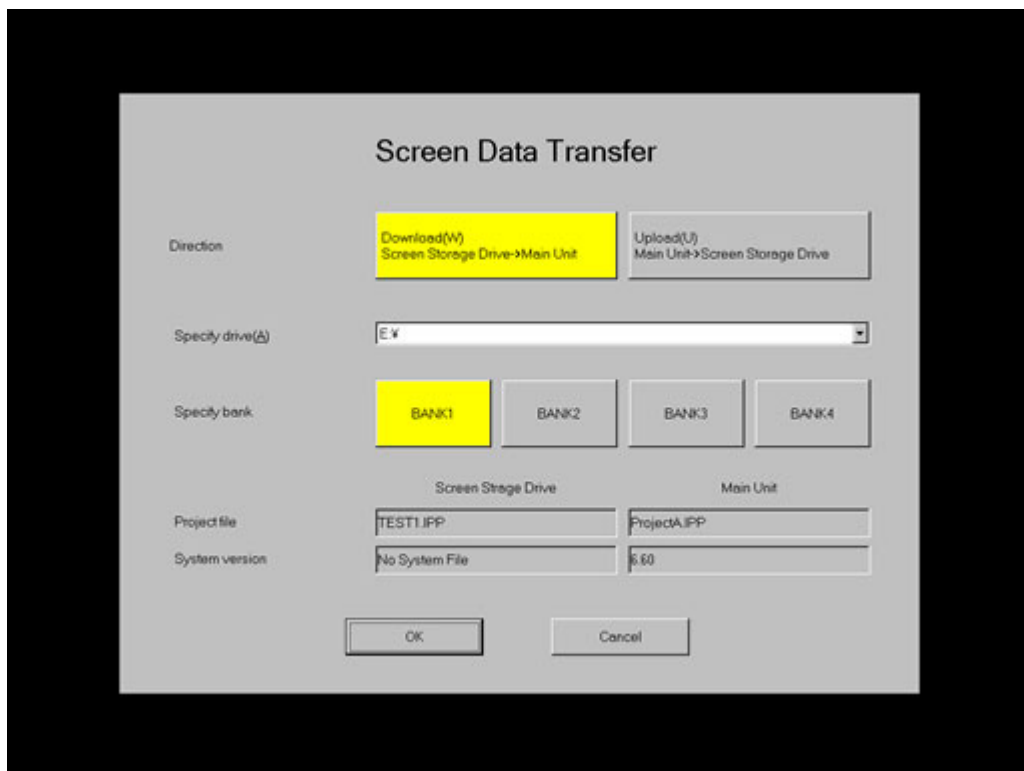 Screen Data Transfer
Direction
Download(W)
Screen Storage Drive->Main Unit
Upload(U)
Main Unit->Screen Storage Drive
Specify drive(A)
E:¥
Specify bank
BANK1
BANK2
BANK3
BANK4
Screen Strage Drive
Main Unit
Project file
TEST1.IPP
ProjectA.IPP
System version
No System File
6.60
OK
Cancel